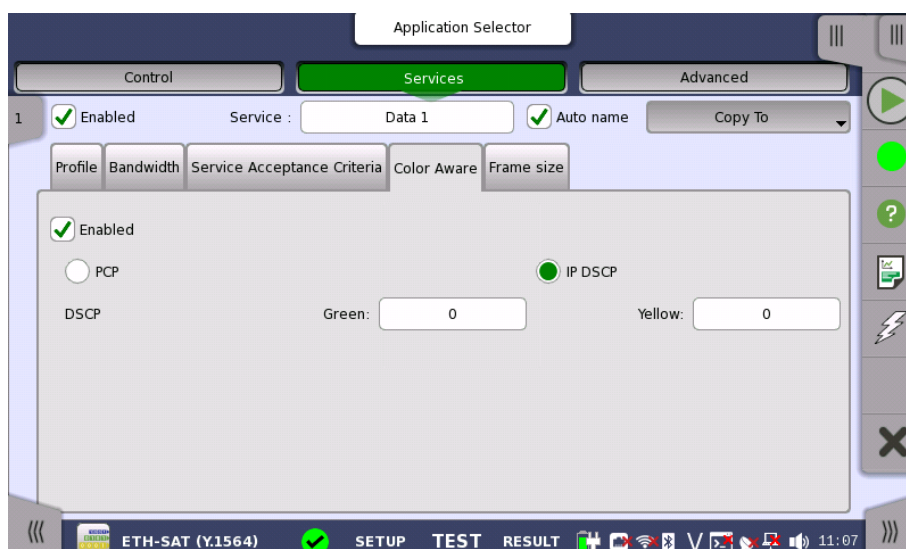 Application Selector
Control Services Advanced
1 Enabled Service : Data 1 Auto name Copy To
Profile Bandwidth Service Acceptance Criteria Color Aware Frame size
Enabled
PCP IP DSCP
DSCP Green: 0 Yellow: 0
ETH-SAT (Y.1564) SETUP TEST RESULT 11:07